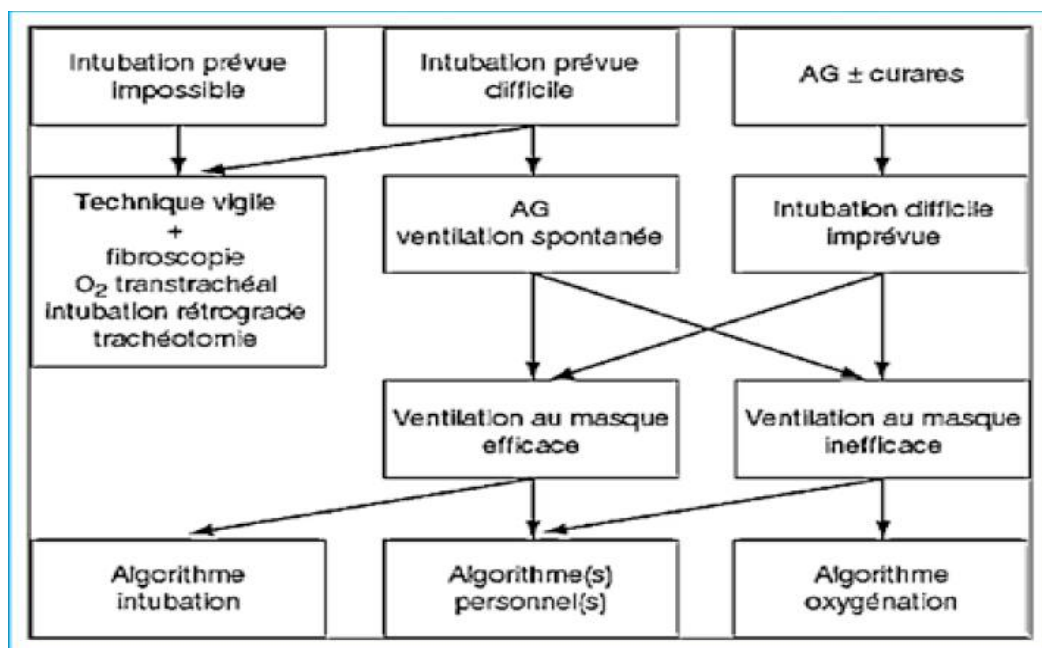 Intubation prévue
impossible
Intubation prévue
difficile
AG ± curares
Technique vigile
+
fibroscopie
O₂ transtrachéal
intubation rétrograde
trachéotomie
AG
ventilation spontanée
Intubation difficile
imprévue
Ventilation au masque
efficace
Ventilation au masque
inefficace
Algorithme
intubation
Algorithme(s)
personnel(s)
Algorithme
oxygénation